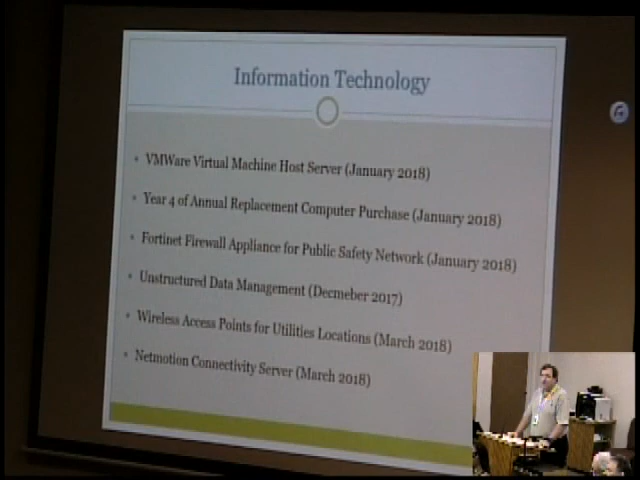 Information Technology
VMWare Virtual Machine Host Server (January 2018)
Year 4 of Annual Replacement Computer Purchase (January 2018)
Fortinet Firewall Appliance for Public Safety Network (January 2018)
Unstructured Data Management (Decmeber 2017)
Wireless Access Points for Utilities Locations (March 2018)
Netmotion Connectivity Server (March 2018)